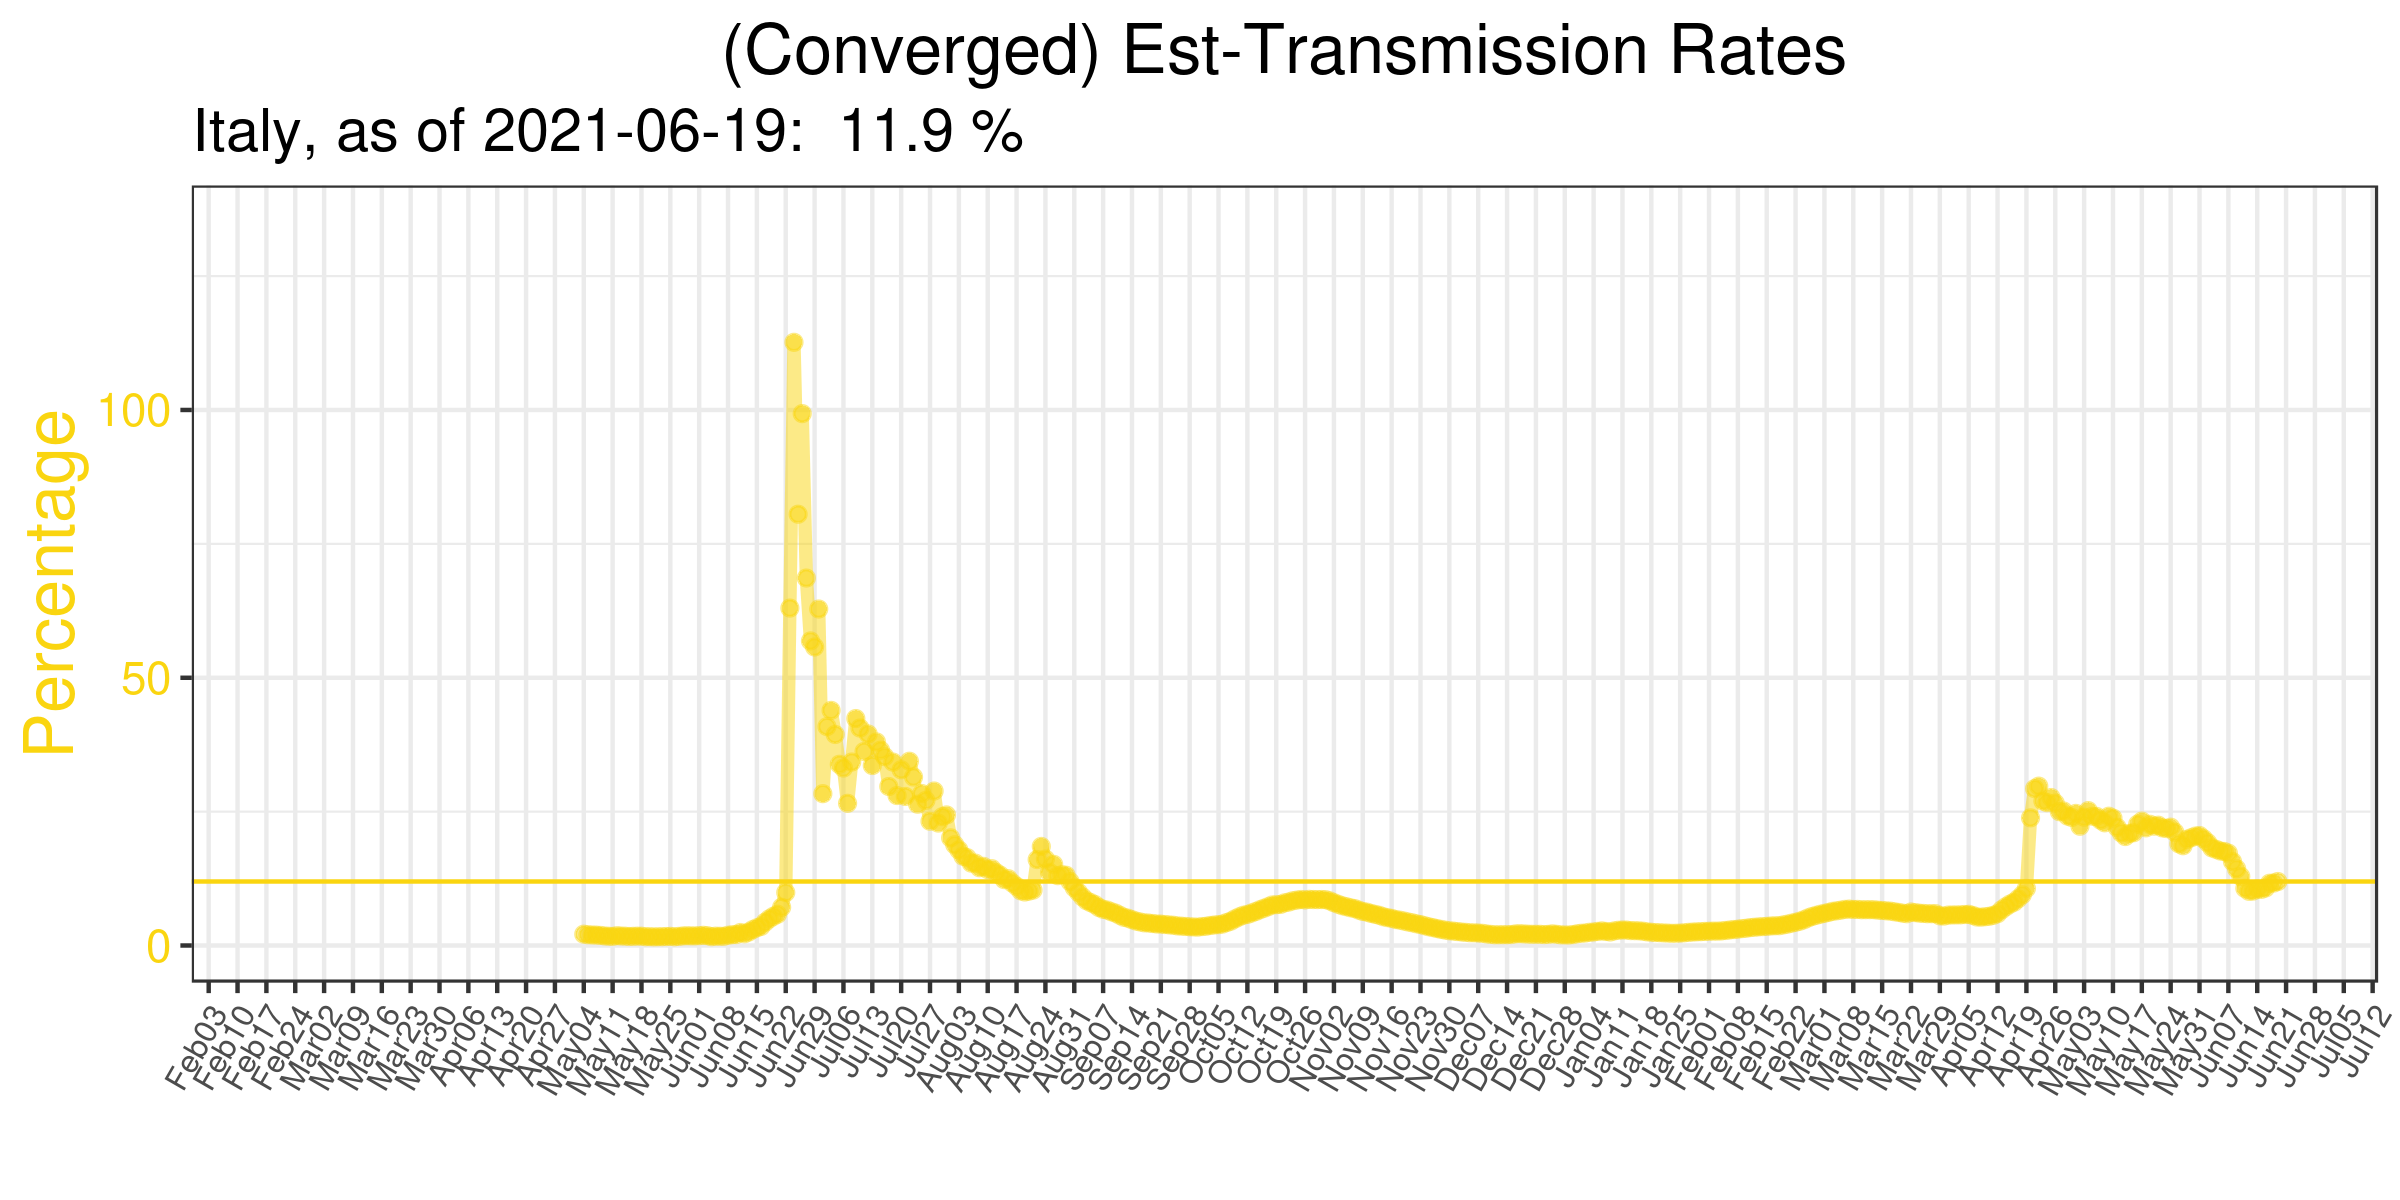 (Converged) Est-Transmission Rates
Italy, as of 2021-06-19:  11.9 %
Percentage
100
50
0
Feb03
Feb10
Feb17
Feb24
Mar02
Mar09
Mar16
Mar23
Mar30
Apr06
Apr13
Apr20
Apr27
May04
May11
May18
May25
Jun01
Jun08
Jun15
Jun22
Jun29
Jul06
Jul13
Jul20
Jul27
Aug03
Aug10
Aug17
Aug24
Aug31
Sep07
Sep14
Sep21
Sep28
Oct05
Oct12
Oct19
Oct26
Nov02
Nov09
Nov16
Nov23
Nov30
Dec07
Dec14
Dec21
Dec28
Jan04
Jan11
Jan18
Jan25
Feb01
Feb08
Feb15
Feb22
Mar01
Mar08
Mar15
Mar22
Mar29
Apr05
Apr12
Apr19
Apr26
May03
May10
May17
May24
May31
Jun07
Jun14
Jun21
Jun28
Jul05
Jul12